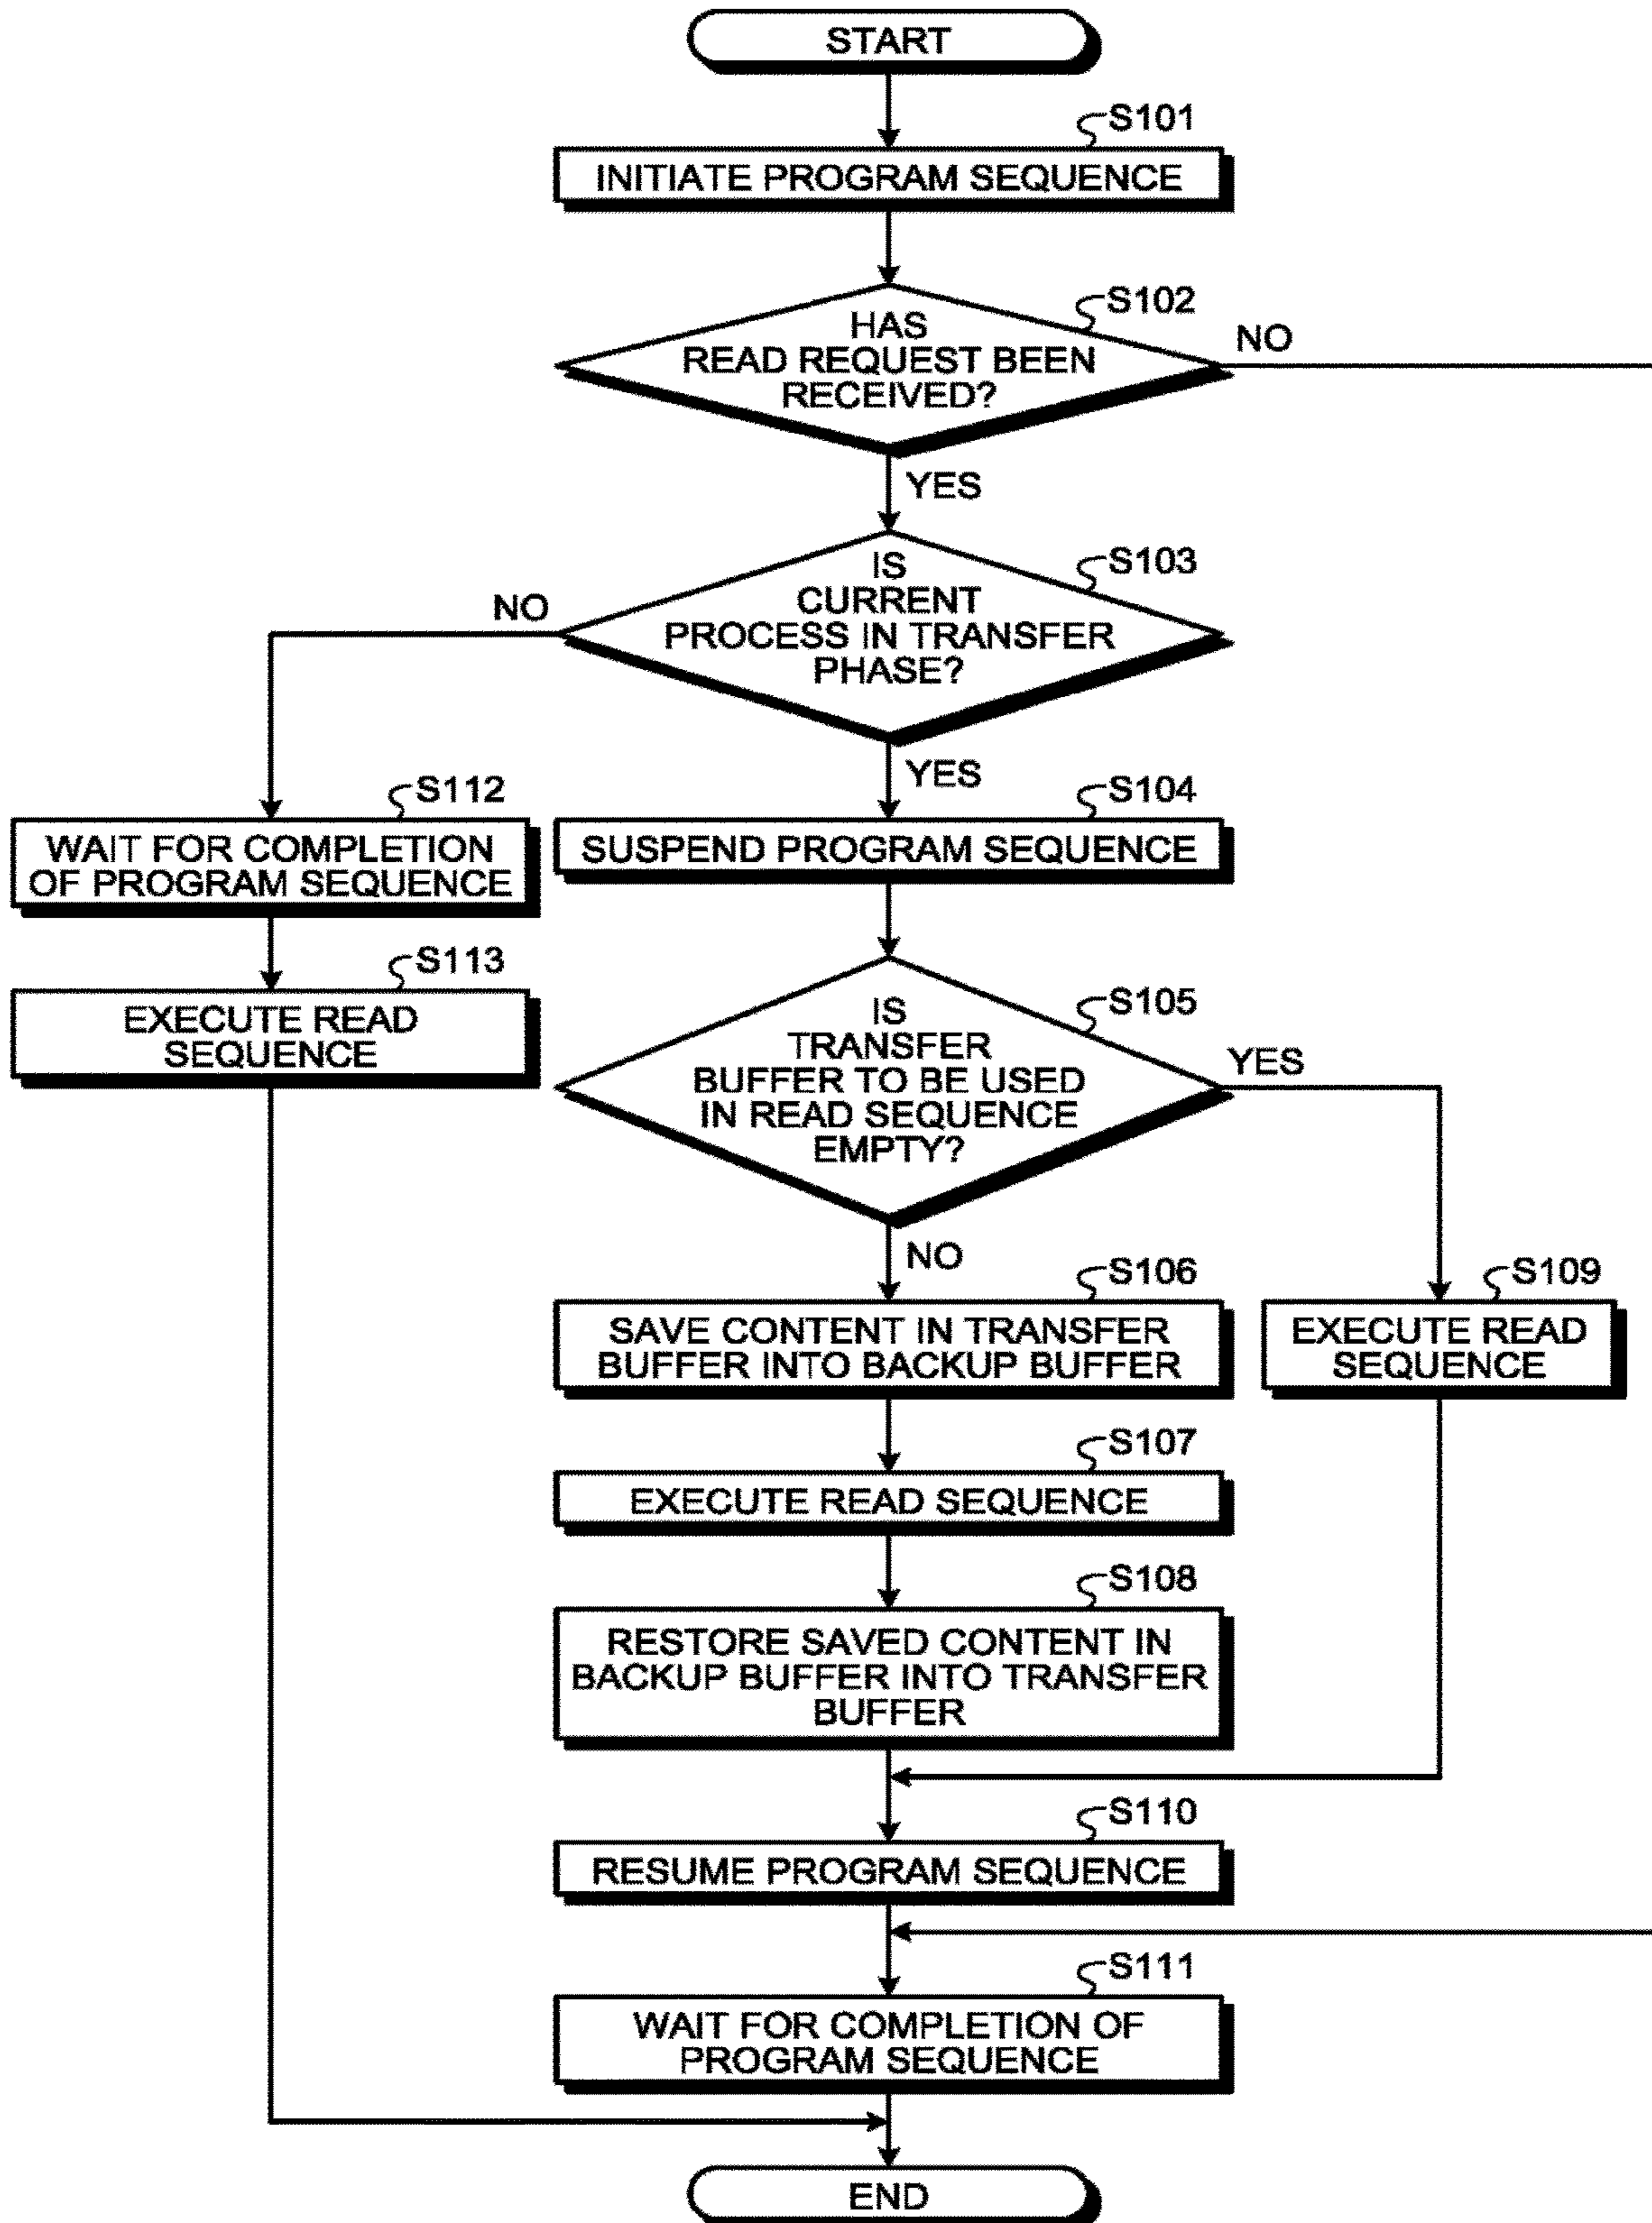 START
S101
INITIATE PROGRAM SEQUENCE
S102
HAS
READ REQUEST BEEN
RECEIVED?
NO
YES
S103
IS
CURRENT
PROCESS IN TRANSFER
PHASE?
NO
YES
S112
WAIT FOR COMPLETION
OF PROGRAM SEQUENCE
S104
SUSPEND PROGRAM SEQUENCE
S113
EXECUTE READ
SEQUENCE
S105
IS
TRANSFER
BUFFER TO BE USED
IN READ SEQUENCE
EMPTY?
YES
NO
S106
SAVE CONTENT IN TRANSFER
BUFFER INTO BACKUP BUFFER
S109
EXECUTE READ
SEQUENCE
S107
EXECUTE READ SEQUENCE
S108
RESTORE SAVED CONTENT IN
BACKUP BUFFER INTO TRANSFER
BUFFER
S110
RESUME PROGRAM SEQUENCE
S111
WAIT FOR COMPLETION OF
PROGRAM SEQUENCE
END